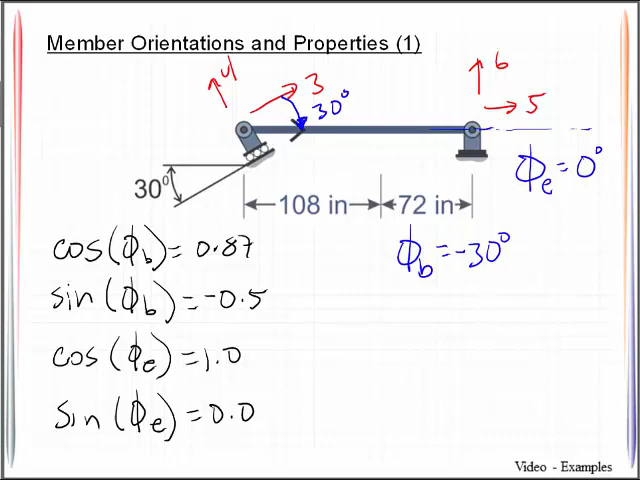 Member Orientations and Properties (1)
4
3
30°
6
5
30⁰
108 in
72 in
ϕe = 0°
ϕb = -30°
cos(ϕb) = 0.87
sin(ϕb) = -0.5
cos(ϕe) = 1.0
sin(ϕe) = 0.0
Video - Examples